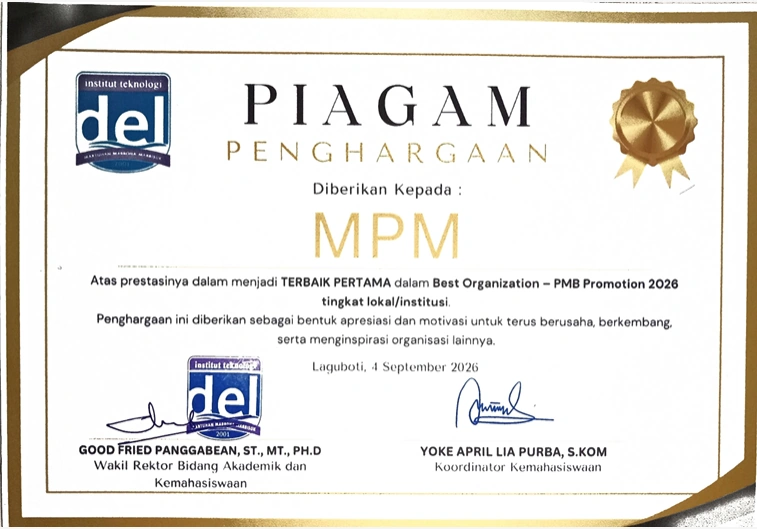 institut teknologi
del
2001
PIAGAM
PENGHARGAAN
Diberikan Kepada :
MPM
Atas prestasinya dalam menjadi TERBAIK PERTAMA dalam Best Organization – PMB Promotion 2026
tingkat lokal/institusi.
Penghargaan ini diberikan sebagai bentuk apresiasi dan motivasi untuk terus berusaha, berkembang,
serta menginspirasi organisasi lainnya.
Laguboti, 4 September 2026
institut teknologi
del
2001
GOOD FRIED PANGGABEAN, ST., MT., PH.D
Wakil Rektor Bidang Akademik dan
Kemahasiswaan
YOKE APRIL LIA PURBA, S.KOM
Koordinator Kemahasiswaan